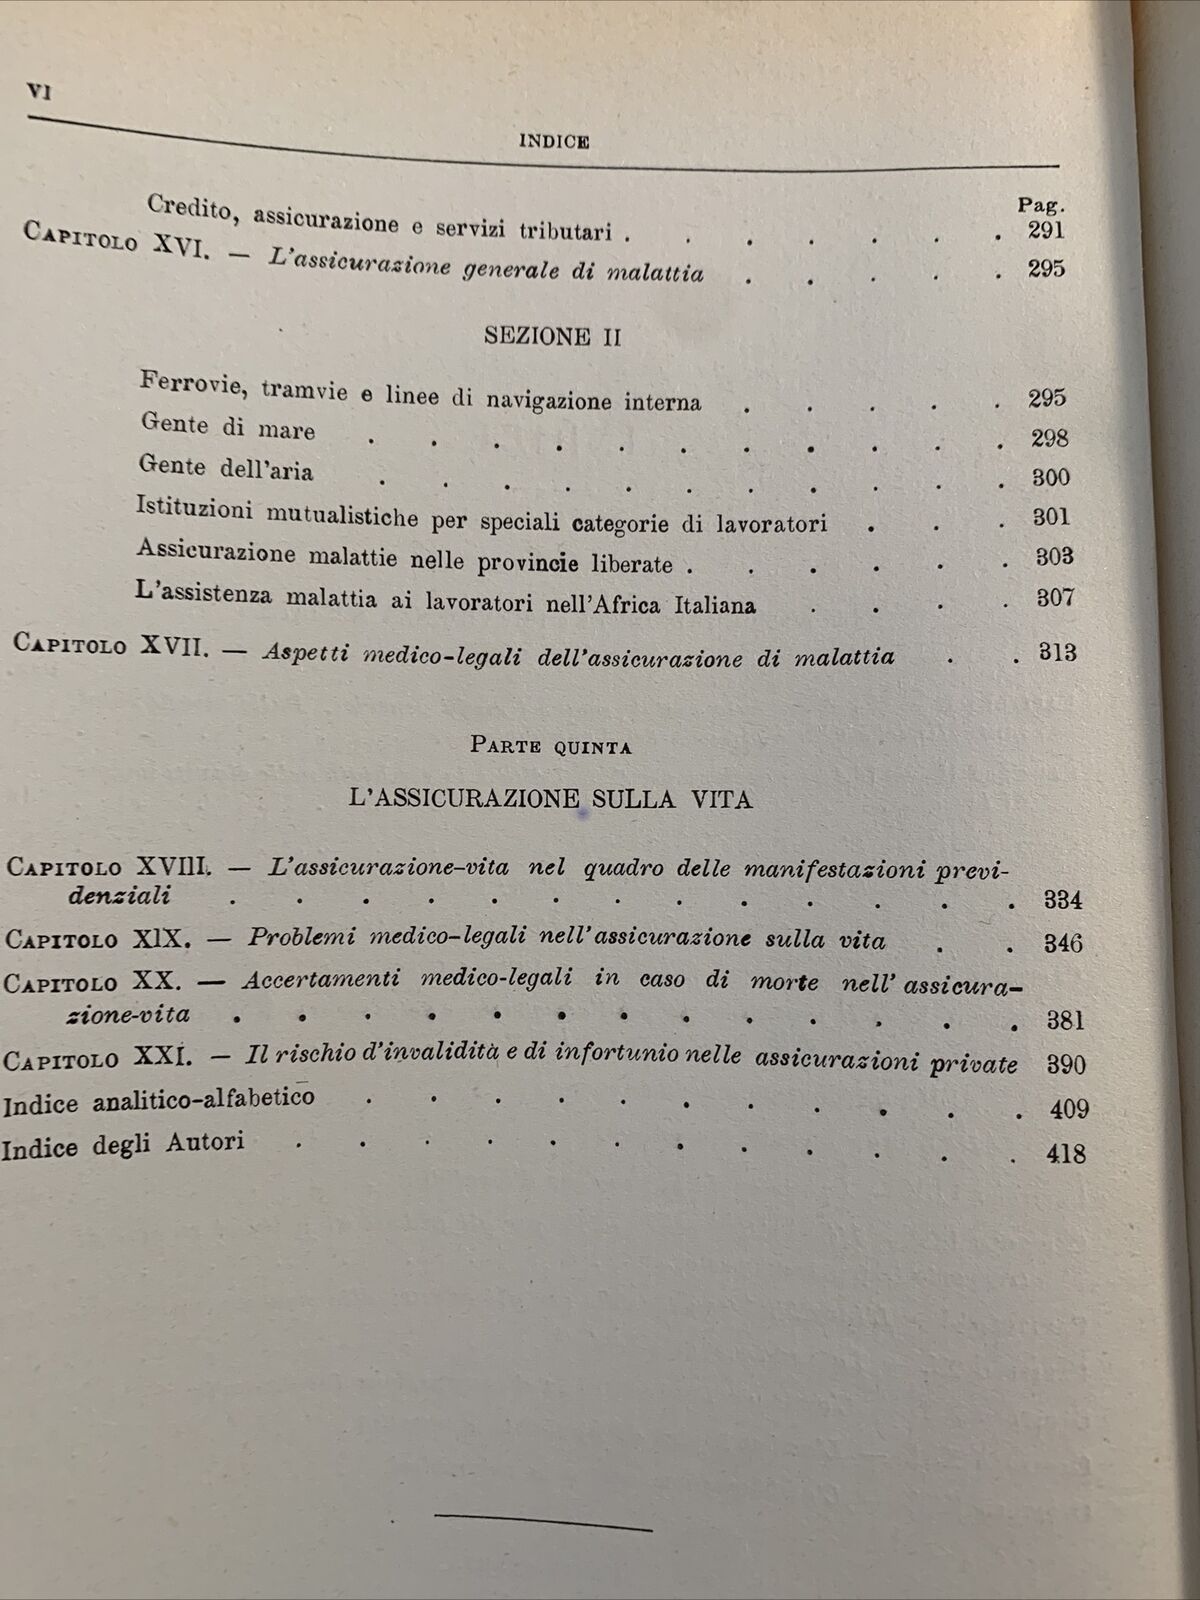 VI
INDICE
Pag.
Credito, assicurazione e servizi tributari . . . . . . . 291
CAPITOLO XVI. — L'assicurazione generale di malattia . . . . . 295
SEZIONE II
Ferrovie, tramvie e linee di navigazione interna . . . . . 295
Gente di mare . . . . . . . . . . . 298
Gente dell'aria . . . . . . . . . . . 300
Istituzioni mutualistiche per speciali categorie di lavoratori . . . 301
Assicurazione malattie nelle provincie liberate . . . . . . 303
L'assistenza malattia ai lavoratori nell'Africa Italiana . . . . 307
CAPITOLO XVII. — Aspetti medico-legali dell'assicurazione di malattia . . 313
PARTE QUINTA
L'ASSICURAZIONE SULLA VITA
CAPITOLO XVIII. — L'assicurazione-vita nel quadro delle manifestazioni previ-
denziali . . . . . . . . . . . . . 334
CAPITOLO XIX. — Problemi medico-legali nell'assicurazione sulla vita . . 346
CAPITOLO XX. — Accertamenti medico-legali in caso di morte nell'assicura-
zione-vita . . . . . . . . . . . . . 381
CAPITOLO XXI. — Il rischio d'invalidità e di infortunio nelle assicurazioni private 390
Indice analitico-alfabetico . . . . . . . . . . . 409
Indice degli Autori . . . . . . . . . . . . 418